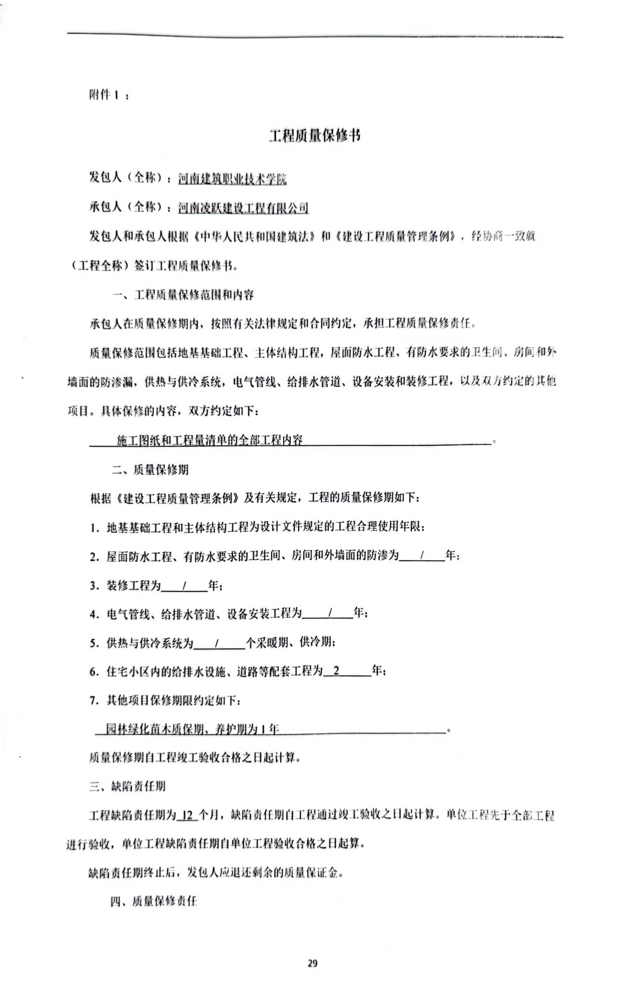 附件1：
工程质量保修书
发包人（全称）：河南建筑职业技术学院
承包人（全称）：河南凌跃建设工程有限公司
发包人和承包人根据《中华人民共和国建筑法》和《建设工程质量管理条例》，经协商一致就
（工程全称）签订工程质量保修书。
一、工程质量保修范围和内容
承包人在质量保修期内，按照有关法律规定和合同约定，承担工程质量保修责任。
质量保修范围包括地基基础工程、主体结构工程，屋面防水工程、有防水要求的卫生间、房间和外
墙面的防渗漏，供热与供冷系统，电气管线、给排水管道、设备安装和装修工程，以及双方约定的其他
项目。具体保修的内容，双方约定如下：
施工图纸和工程量清单的全部工程内容。
二、质量保修期
根据《建设工程质量管理条例》及有关规定，工程的质量保修期如下：
1．地基基础工程和主体结构工程为设计文件规定的工程合理使用年限；
2．屋面防水工程、有防水要求的卫生间、房间和外墙面的防渗为 / 年；
3．装修工程为 / 年；
4．电气管线、给排水管道、设备安装工程为 / 年；
5．供热与供冷系统为 / 个采暖期、供冷期；
6．住宅小区内的给排水设施、道路等配套工程为 2 年；
7．其他项目保修期限约定如下：
园林绿化苗木质保期、养护期为1年。
质量保修期自工程竣工验收合格之日起计算。
三、缺陷责任期
工程缺陷责任期为 12 个月，缺陷责任期自工程通过竣工验收之日起计算。单位工程先于全部工程
进行验收，单位工程缺陷责任期自单位工程验收合格之日起算。
缺陷责任期终止后，发包人应退还剩余的质量保证金。
四、质量保修责任
29